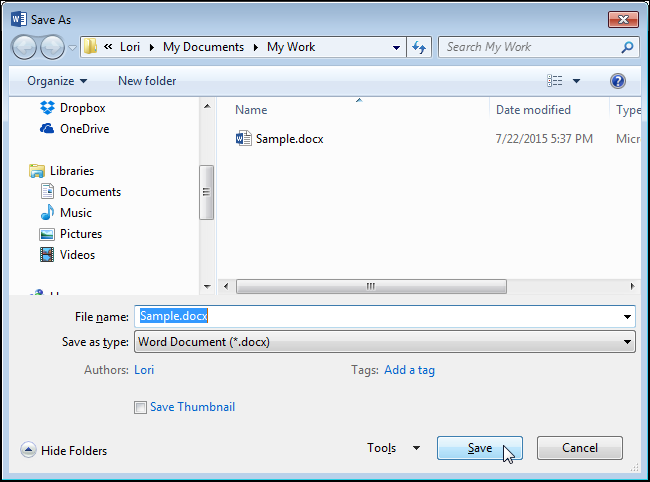 Save As
« Lori My Documents My Work
Search My Work
Organize New folder
Dropbox
OneDrive
Libraries
Documents
Music
Pictures
Videos
Name Date modified Type
Sample.docx 7/22/2015 5:37 PM Micr
File name: Sample.docx
Save as type: Word Document (*.docx)
Authors: Lori Tags: Add a tag
Save Thumbnail
Hide Folders Tools Save Cancel